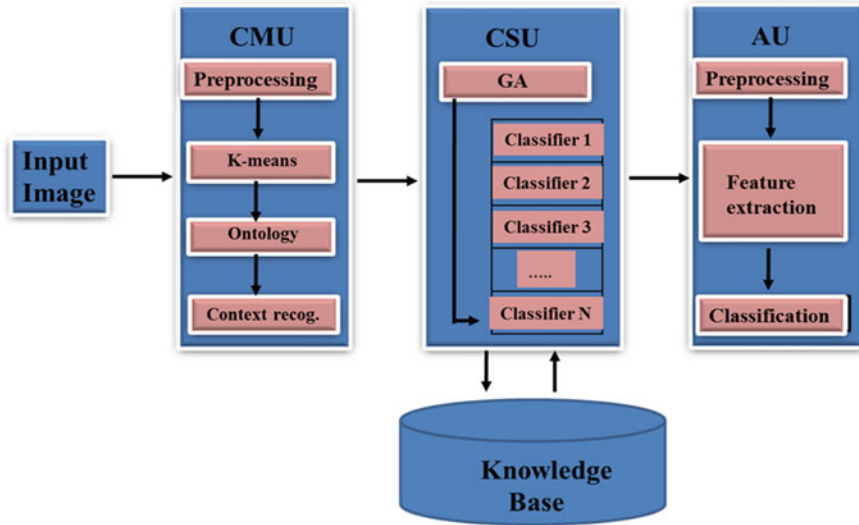 Input
Image
CMU
Preprocessing
K-means
Ontology
Context recog.
CSU
GA
Classifier 1
Classifier 2
Classifier 3
.....
Classifier N
AU
Preprocessing
Feature
extraction
Classification
Knowledge
Base